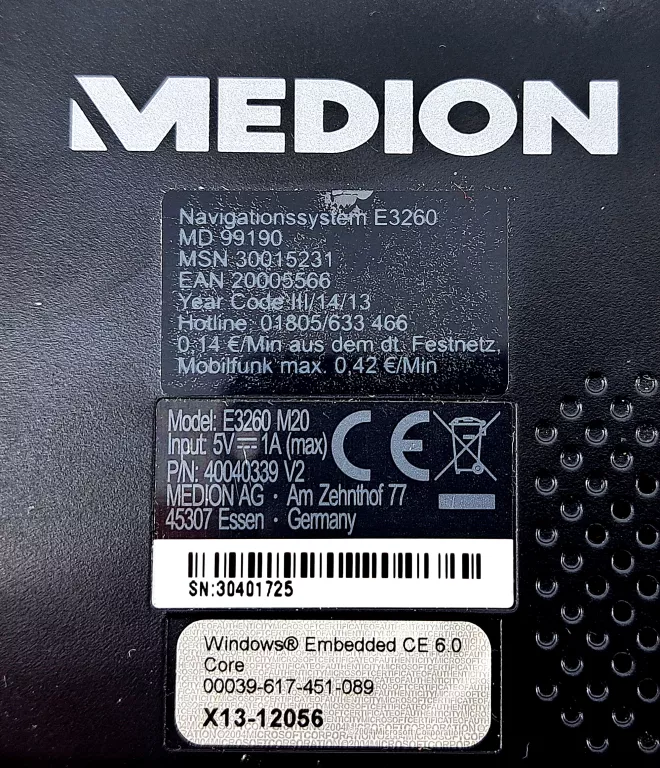 MEDION
Navigationssystem E3260
MD 99190
MSN 30015231
EAN 20005566
Year Code III/14/13
Hotline: 01805/633 466
0,14 €/Min aus dem dt. Festnetz,
Mobilfunk max. 0,42 €/Min
Model: E3260 M20
Input: 5V⎓1A (max)
P/N: 40040339 V2
MEDION AG · Am Zehnthof 77
45307 Essen · Germany
CE
SN:30401725
Windows® Embedded CE 6.0
Core
00039-617-451-089
X13-12056